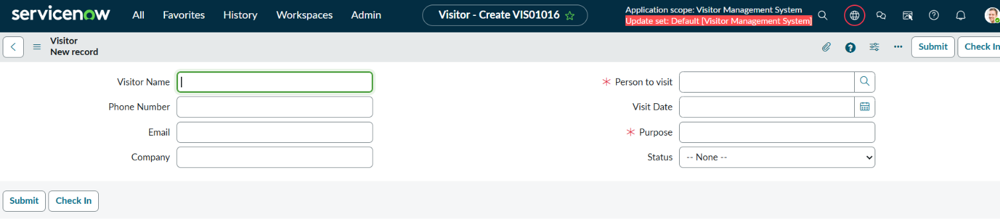 servicenow All Favorites History Workspaces Admin Visitor - Create VIS01016 Application scope: Visitor Management System
Update set: Default [Visitor Management System]
Visitor
New record
Submit Check In
Visitor Name
Person to visit
Phone Number
Visit Date
Email
Purpose
Company
Status -- None --
Submit Check In